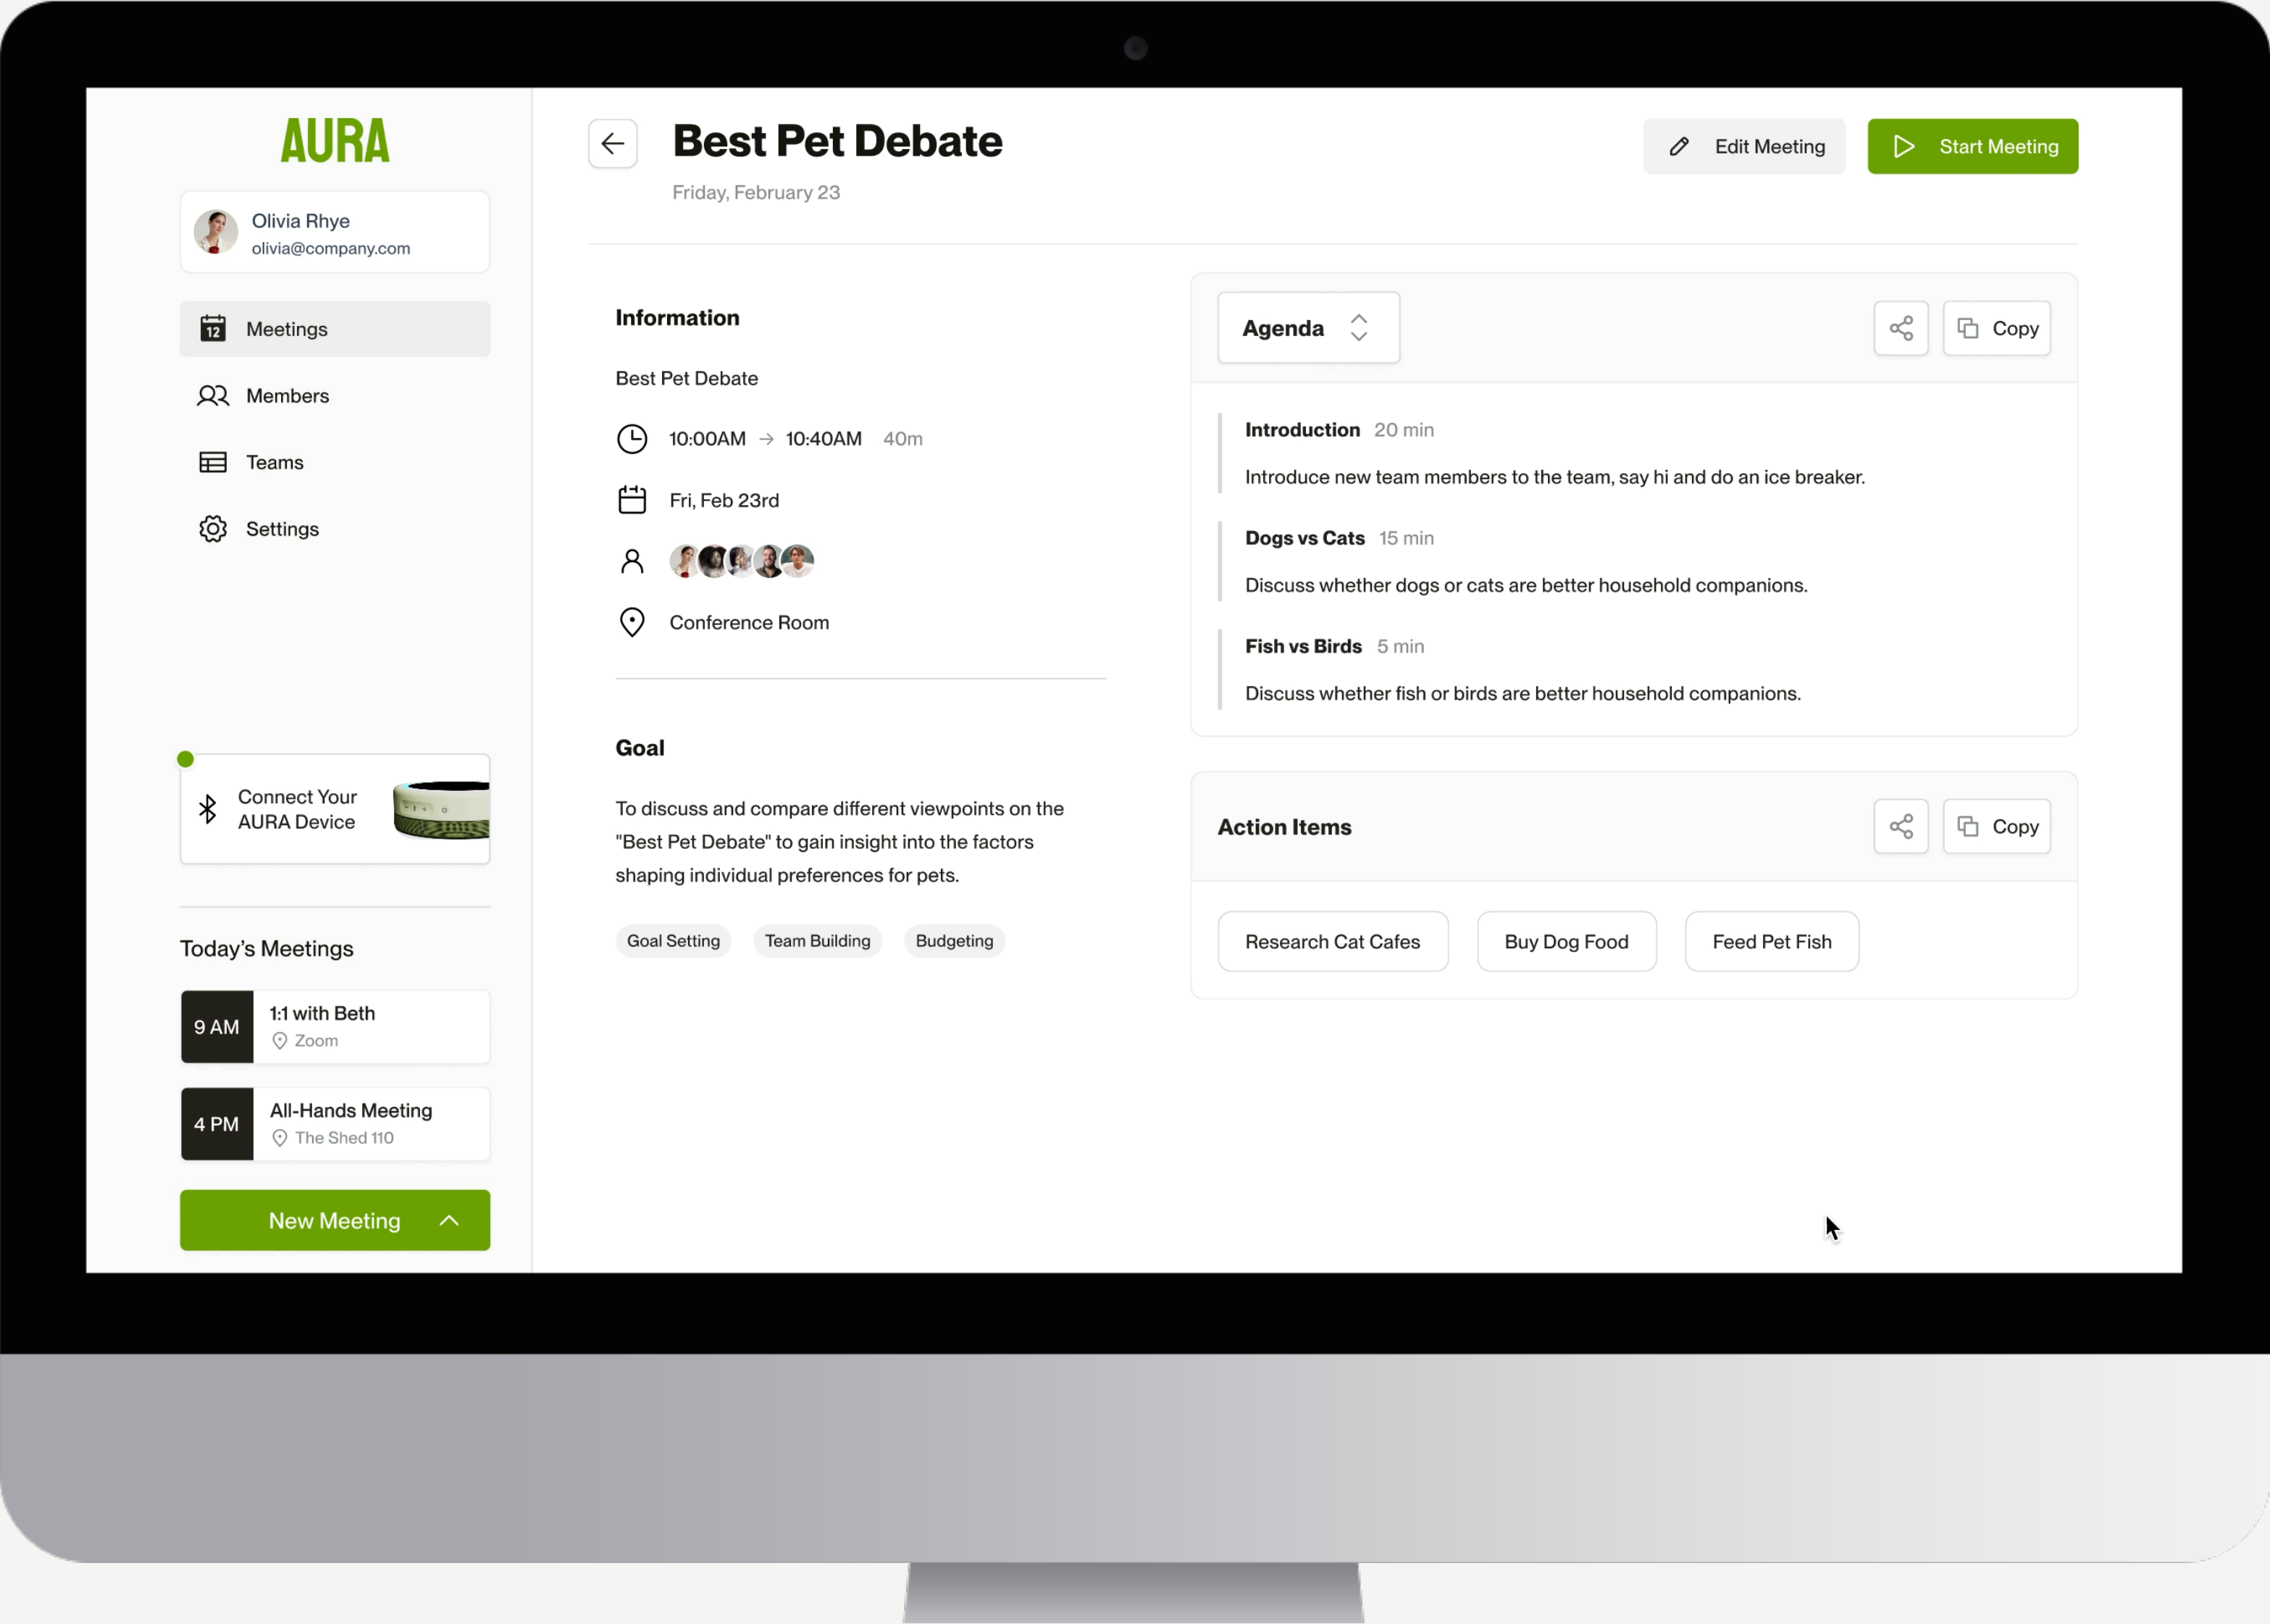 AURA
Olivia Rhye
olivia@company.com
12
Meetings
Members
Teams
Settings
Connect Your
AURA Device
Today’s Meetings
9 AM
1:1 with Beth
Zoom
4 PM
All-Hands Meeting
The Shed 110
New Meeting
Best Pet Debate
Friday, February 23
Edit Meeting
Start Meeting
Information
Best Pet Debate
10:00AM → 10:40AM 40m
Fri, Feb 23rd
Conference Room
Goal
To discuss and compare different viewpoints on the
"Best Pet Debate" to gain insight into the factors
shaping individual preferences for pets.
Goal Setting
Team Building
Budgeting
Agenda
Copy
Introduction 20 min
Introduce new team members to the team, say hi and do an ice breaker.
Dogs vs Cats 15 min
Discuss whether dogs or cats are better household companions.
Fish vs Birds 5 min
Discuss whether fish or birds are better household companions.
Action Items
Copy
Research Cat Cafes
Buy Dog Food
Feed Pet Fish